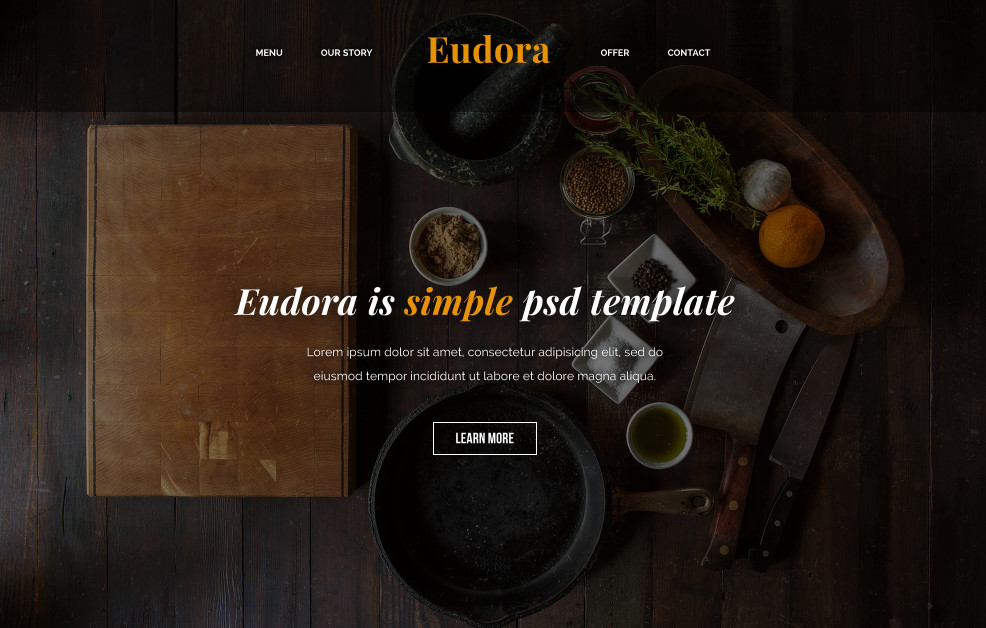 MENU OUR STORY Eudora OFFER CONTACT
Eudora is simple psd template
Lorem ipsum dolor sit amet, consectetur adipisicing elit, sed do
eiusmod tempor incididunt ut labore et dolore magna aliqua.
LEARN MORE